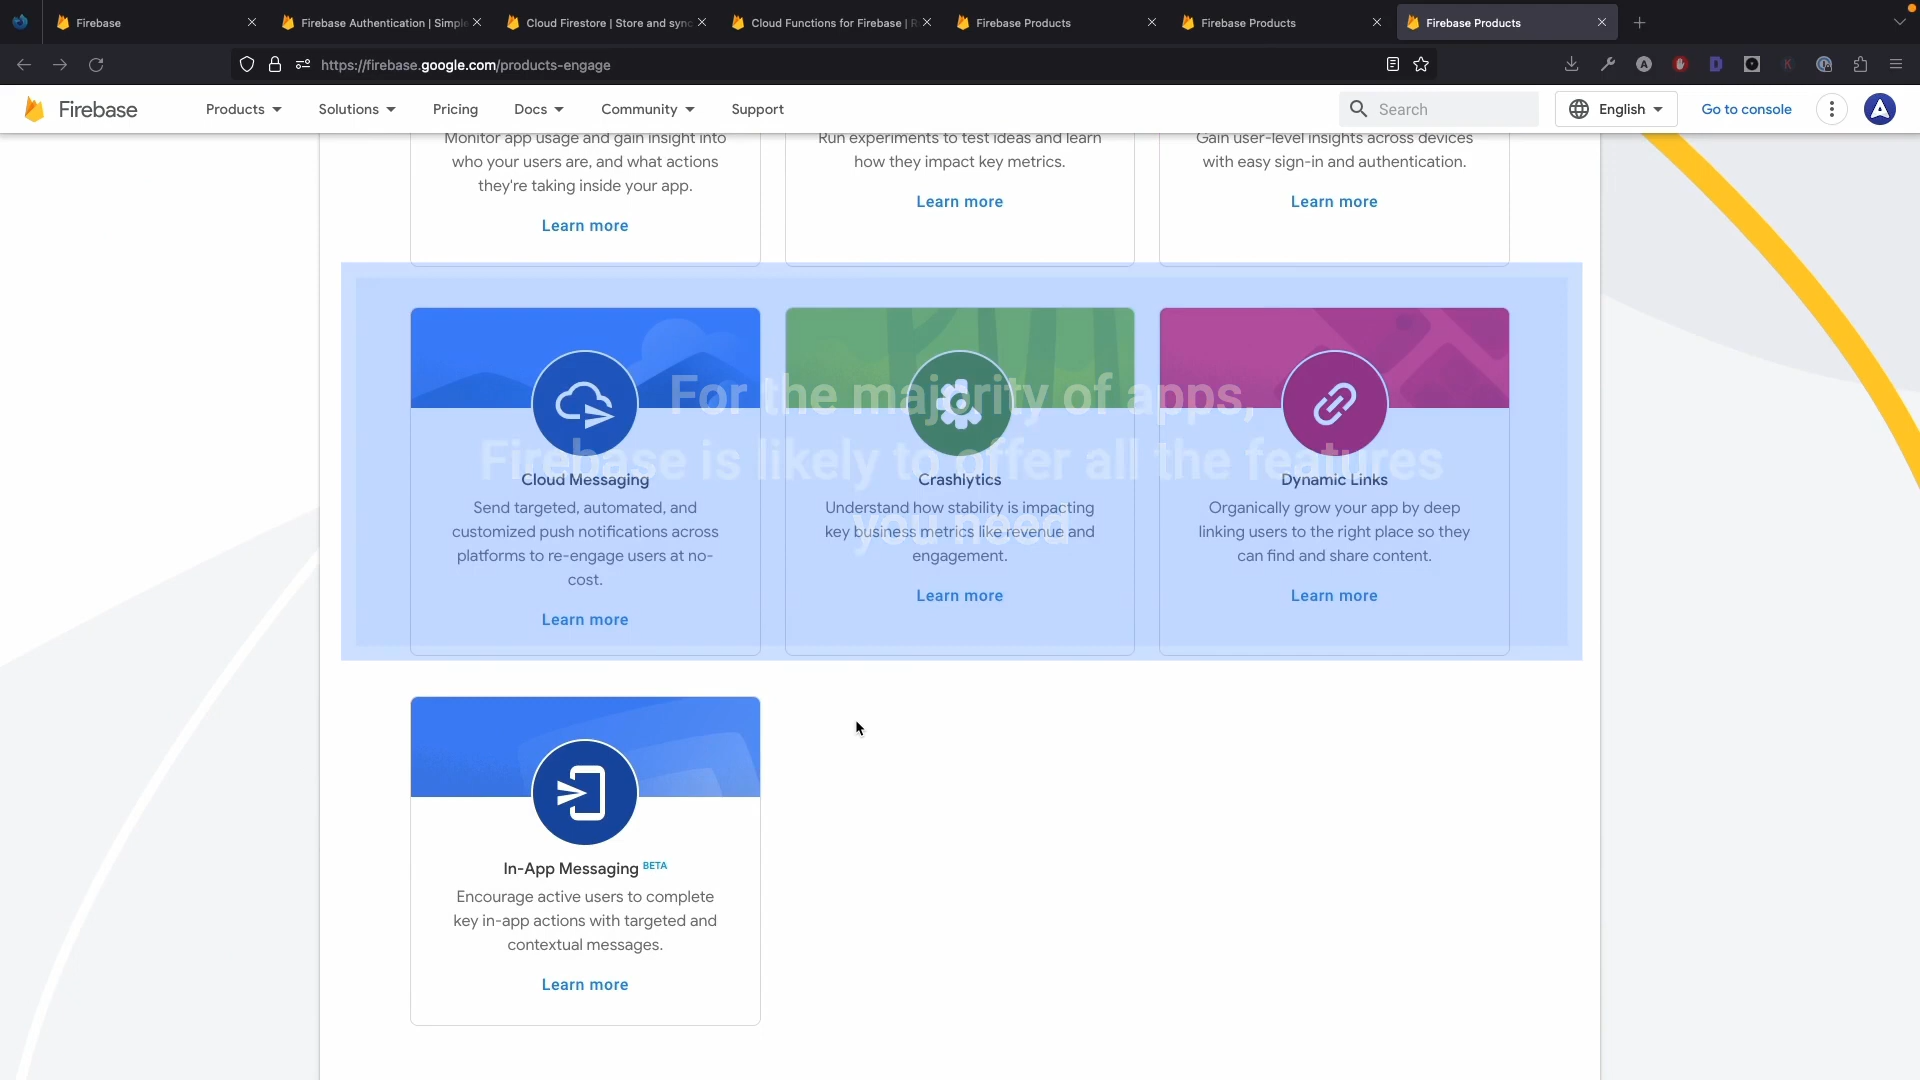 Firebase
Firebase Authentication | Simple
Cloud Firestore | Store and sync
Cloud Functions for Firebase | R
Firebase Products
Firebase Products
Firebase Products
https://firebase.google.com/products-engage
Firebase
Products
Solutions
Pricing
Docs
Community
Support
Search
English
Go to console
Monitor app usage and gain insight into
who your users are, and what actions
they're taking inside your app.
Learn more
Run experiments to test ideas and learn
how they impact key metrics.
Learn more
Gain user-level insights across devices
with easy sign-in and authentication.
Learn more
For the majority of apps,
Firebase is likely to offer all the features
you need
Cloud Messaging
Send targeted, automated, and
customized push notifications across
platforms to re-engage users at no-
cost.
Learn more
Crashlytics
Understand how stability is impacting
key business metrics like revenue and
engagement.
Learn more
Dynamic Links
Organically grow your app by deep
linking users to the right place so they
can find and share content.
Learn more
In-App Messaging BETA
Encourage active users to complete
key in-app actions with targeted and
contextual messages.
Learn more